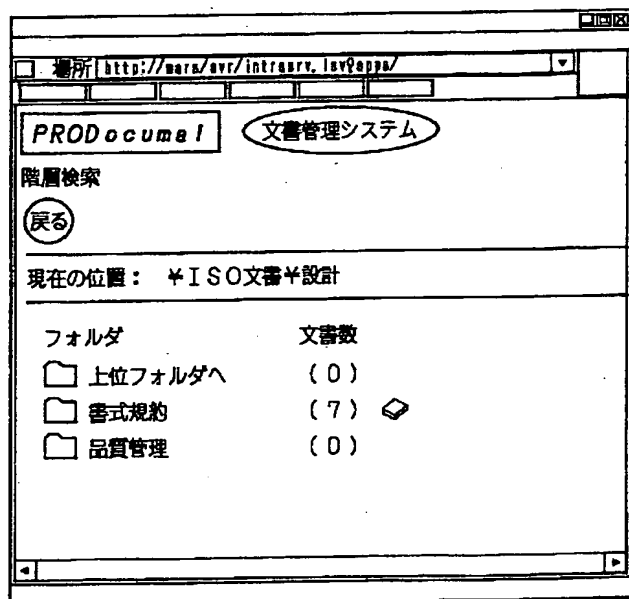 場所 http://mars/svr/intrasrv.isv?apps/
PRODocumal 文書管理システム
階層検索
戻る
現在の位置： ￥ＩＳＯ文書￥設計
フォルダ 文書数
上位フォルダへ (0)
書式規約 (7)
品質管理 (0)